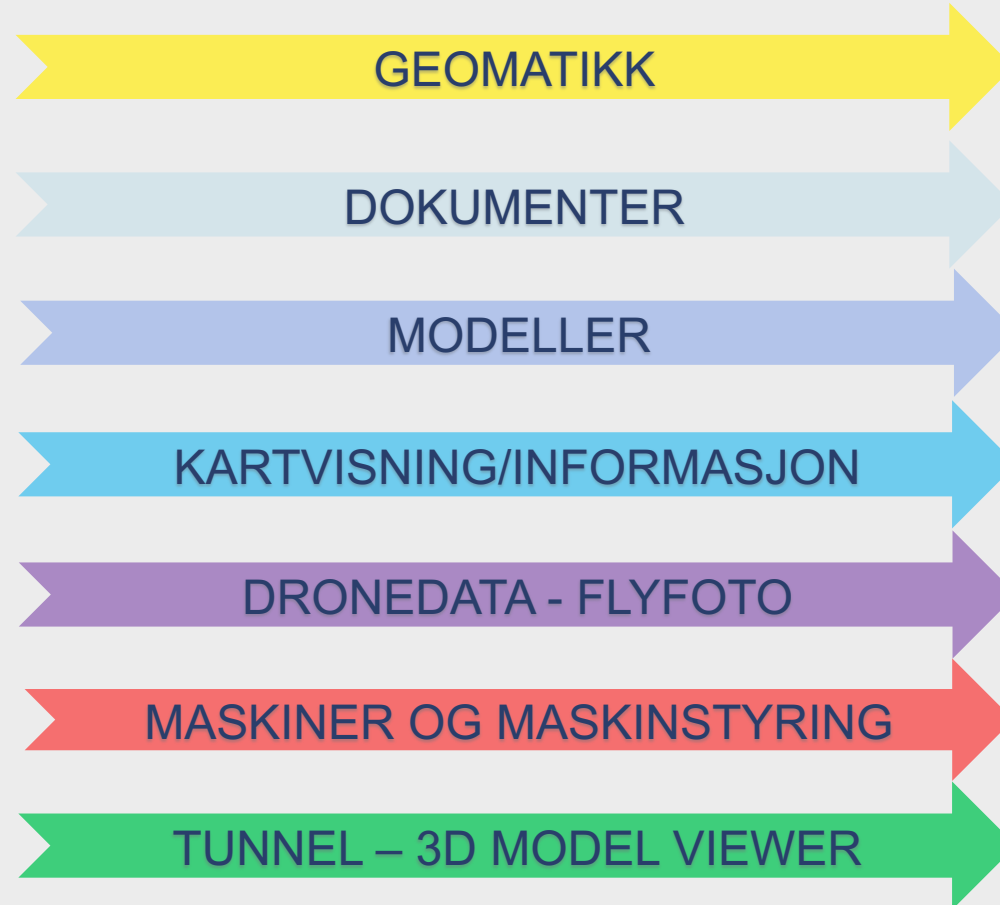 GEOMATIKK
DOKUMENTER
MODELLER
KARTVISNING/INFORMASJON
DRONEDATA - FLYFOTO
MASKINER OG MASKINSTYRING
TUNNEL – 3D MODEL VIEWER